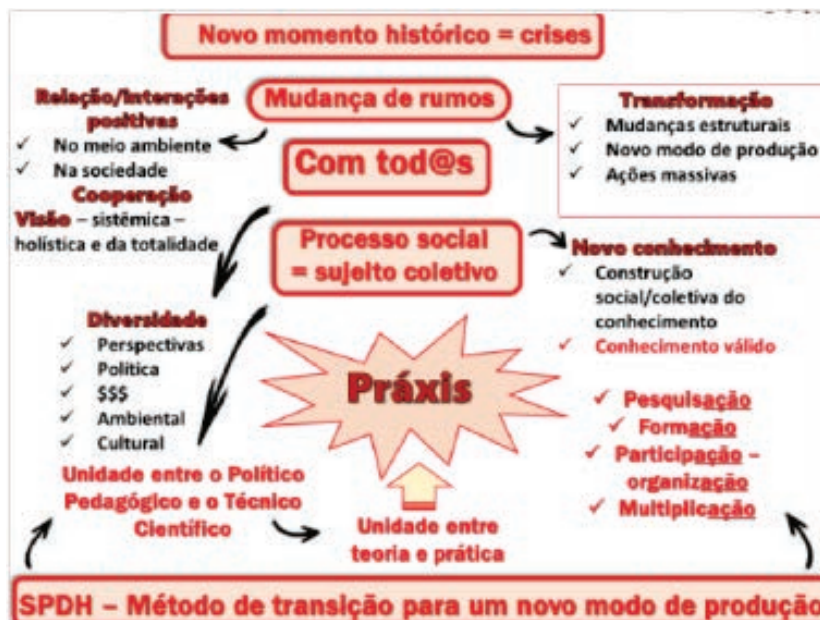 Novo momento histórico = crises
Mudança de rumos
Relação/interações
positivas
✓ No meio ambiente
✓ Na sociedade
Cooperação
Visão – sistêmica –
holística e da totalidade
Transformação
✓ Mudanças estruturais
✓ Novo modo de produção
✓ Ações massivas
Com tod@s
Processo social
= sujeito coletivo
Novo conhecimento
✓ Construção
social/coletiva do
conhecimento
✓ Conhecimento válido
Diversidade
✓ Perspectivas
✓ Política
✓ $$$
✓ Ambiental
✓ Cultural
Práxis
✓ Pesquisação
✓ Formação
✓ Participação –
organização
✓ Multiplicação
Unidade entre o Político
Pedagógico e o Técnico
Científico
Unidade entre
teoria e prática
SPDH – Método de transição para um novo modo de produção